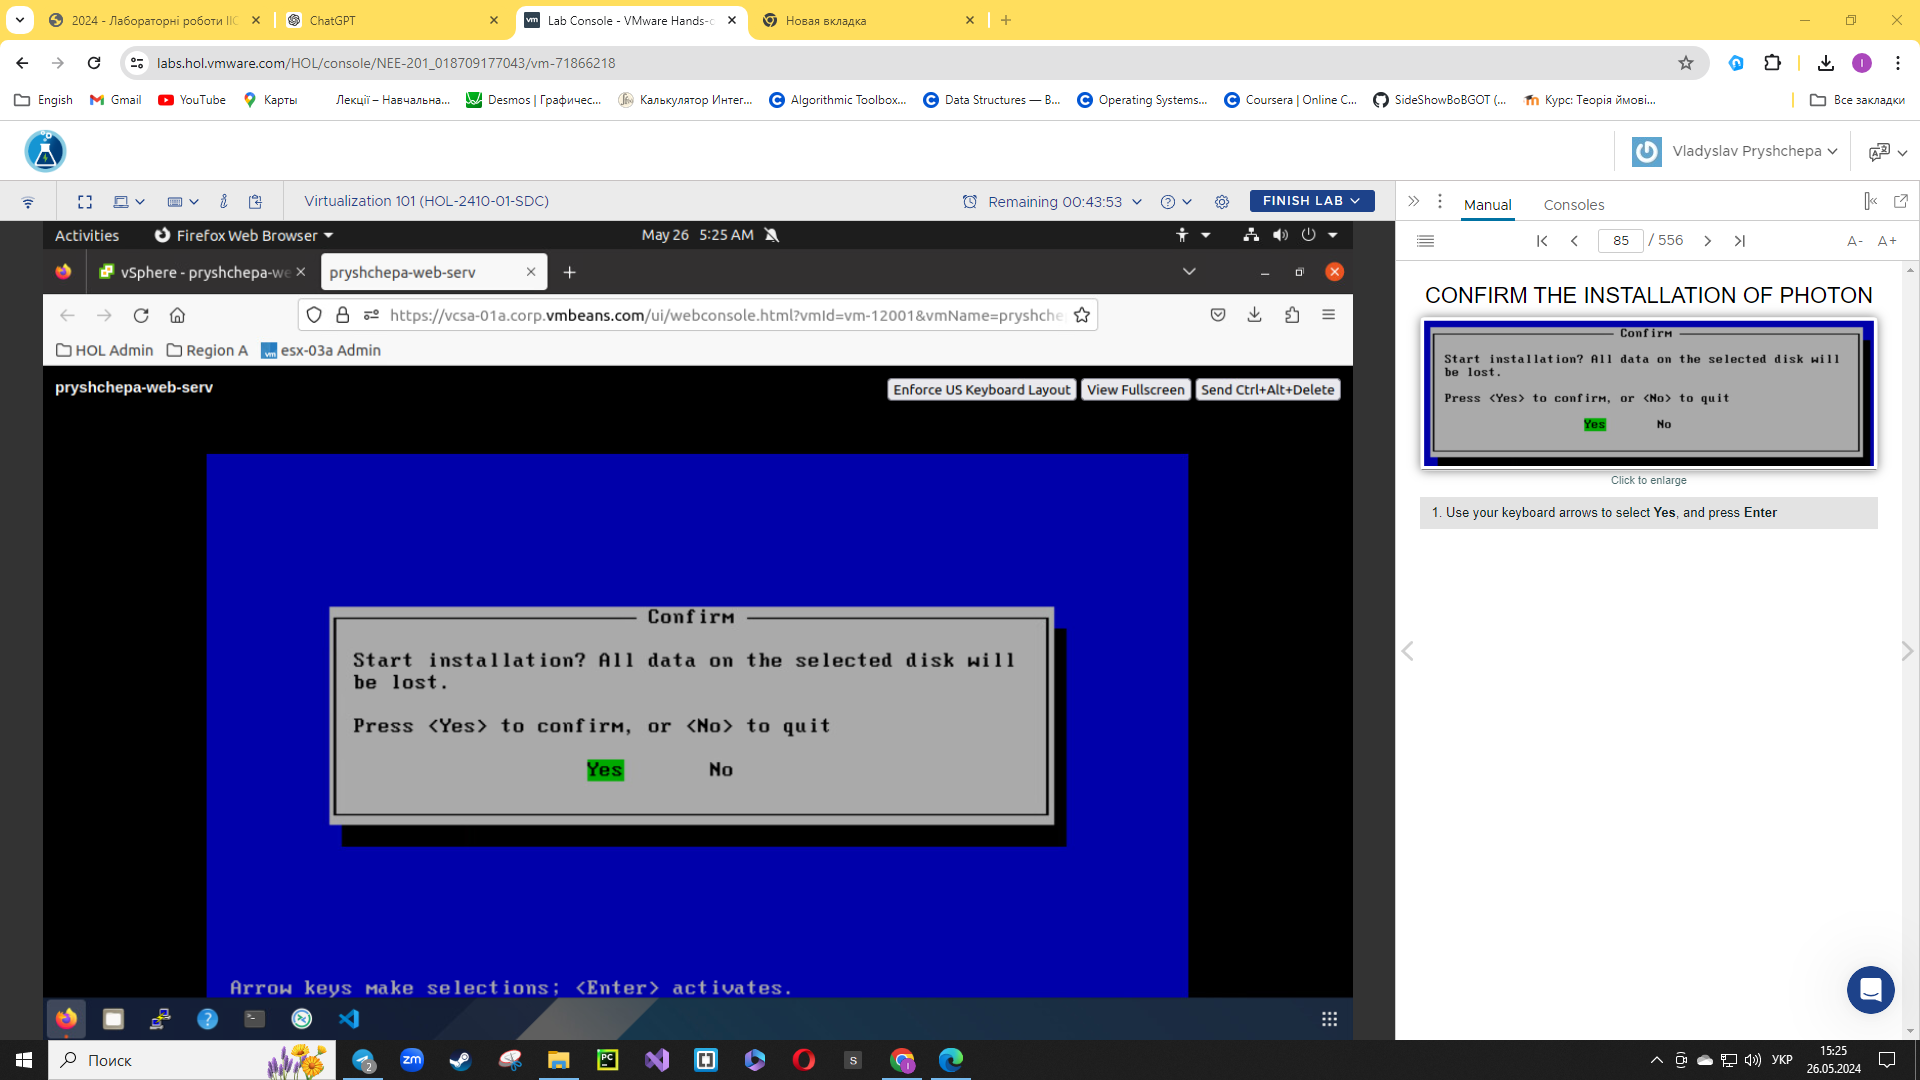 2024 - Лабораторні роботи ІІС
ChatGPT
Lab Console - VMware Hands-o
Новая вкладка
labs.hol.vmware.com/HOL/console/NEE-201_018709177043/vm-71866218
Engish
Gmail
YouTube
Карты
Лекції – Навчальна...
Desmos | Графичес...
Калькулятор Интег...
Algorithmic Toolbox...
Data Structures — В...
Operating Systems...
Coursera | Online C...
SideShowBoBGOT (...
Курс: Теорія ймові...
Все закладки
Vladyslav Pryshchepa
Virtualization 101 (HOL-2410-01-SDC)
Remaining 00:43:53
FINISH LAB
Manual
Consoles
Activities
Firefox Web Browser
May 26 5:25 AM
85 / 556
A-
A+
vSphere - pryshchepa-we
pryshchepa-web-serv
https://vcsa-01a.corp.vmbeans.com/ui/webconsole.html?vmId=vm-12001&vmName=pryshche
HOL Admin
Region A
esx-03a Admin
pryshchepa-web-serv
Enforce US Keyboard Layout
View Fullscreen
Send Ctrl+Alt+Delete
Confirm
Start installation? All data on the selected disk will
be lost.
Press <Yes> to confirm, or <No> to quit
Yes
No
Arrow keys make selections; <Enter> activates.
CONFIRM THE INSTALLATION OF PHOTON
Confirm
Start installation? All data on the selected disk will
be lost.
Press <Yes> to confirm, or <No> to quit
Yes
No
Click to enlarge
1. Use your keyboard arrows to select Yes, and press Enter
Поиск
2
zm
PC
S
УКР
15:25
26.05.2024